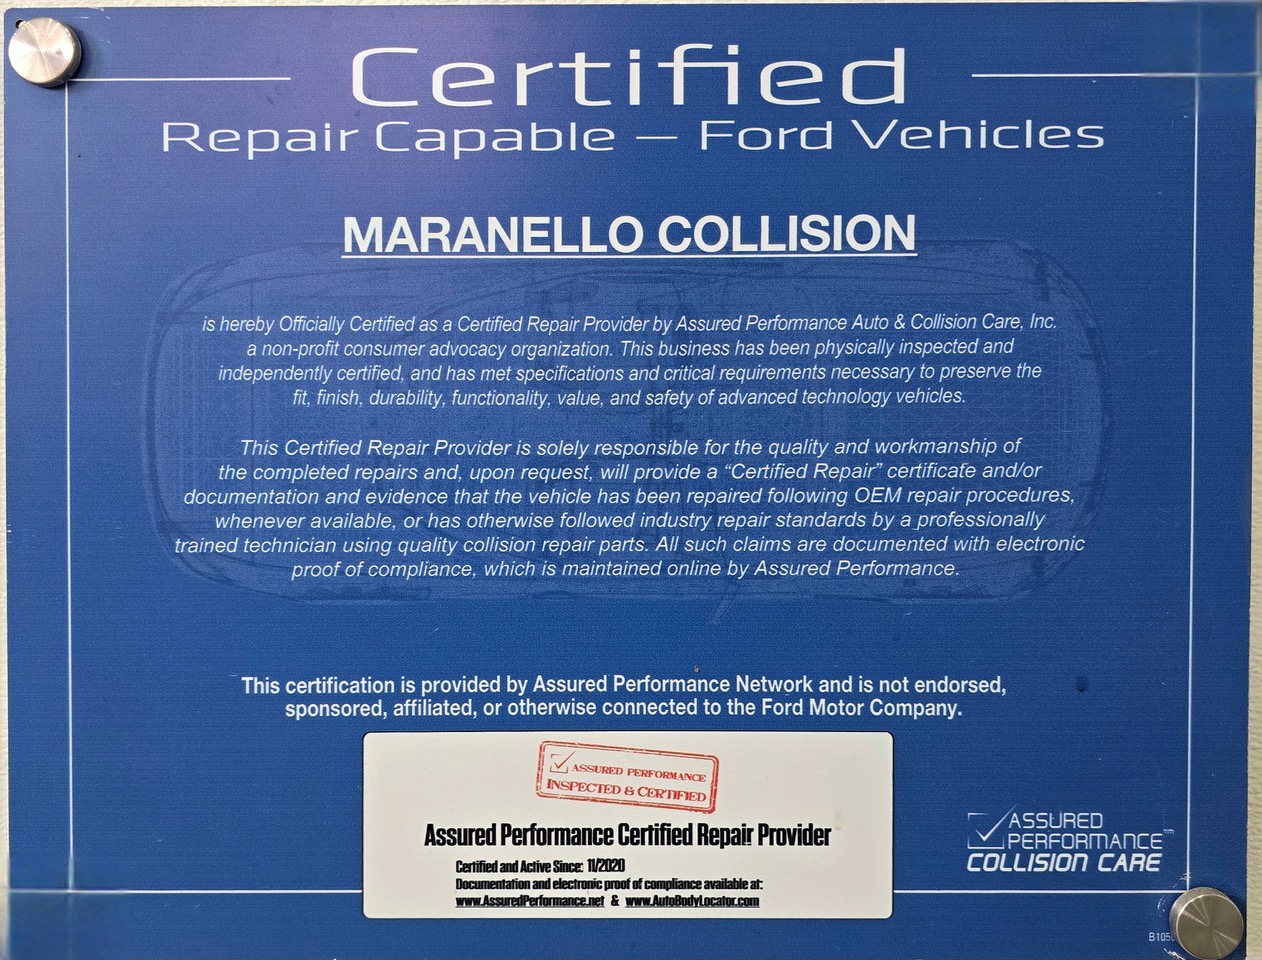 Certified
Repair Capable — Ford Vehicles
MARANELLO COLLISION
is hereby Officially Certified as a Certified Repair Provider by Assured Performance Auto & Collision Care, Inc.
a non-profit consumer advocacy organization. This business has been physically inspected and
independently certified, and has met specifications and critical requirements necessary to preserve the
fit, finish, durability, functionality, value, and safety of advanced technology vehicles.
This Certified Repair Provider is solely responsible for the quality and workmanship of
the completed repairs and, upon request, will provide a “Certified Repair” certificate and/or
documentation and evidence that the vehicle has been repaired following OEM repair procedures,
whenever available, or has otherwise followed industry repair standards by a professionally
trained technician using quality collision repair parts. All such claims are documented with electronic
proof of compliance, which is maintained online by Assured Performance.
This certification is provided by Assured Performance Network and is not endorsed,
sponsored, affiliated, or otherwise connected to the Ford Motor Company.
ASSURED PERFORMANCE
INSPECTED & CERTIFIED
Assured Performance Certified Repair Provider
Certified and Active Since: 11/2020
Documentation and electronic proof of compliance available at:
www.AssuredPerformance.net & www.AutoBodyLocator.com
ASSURED
PERFORMANCE™
COLLISION CARE